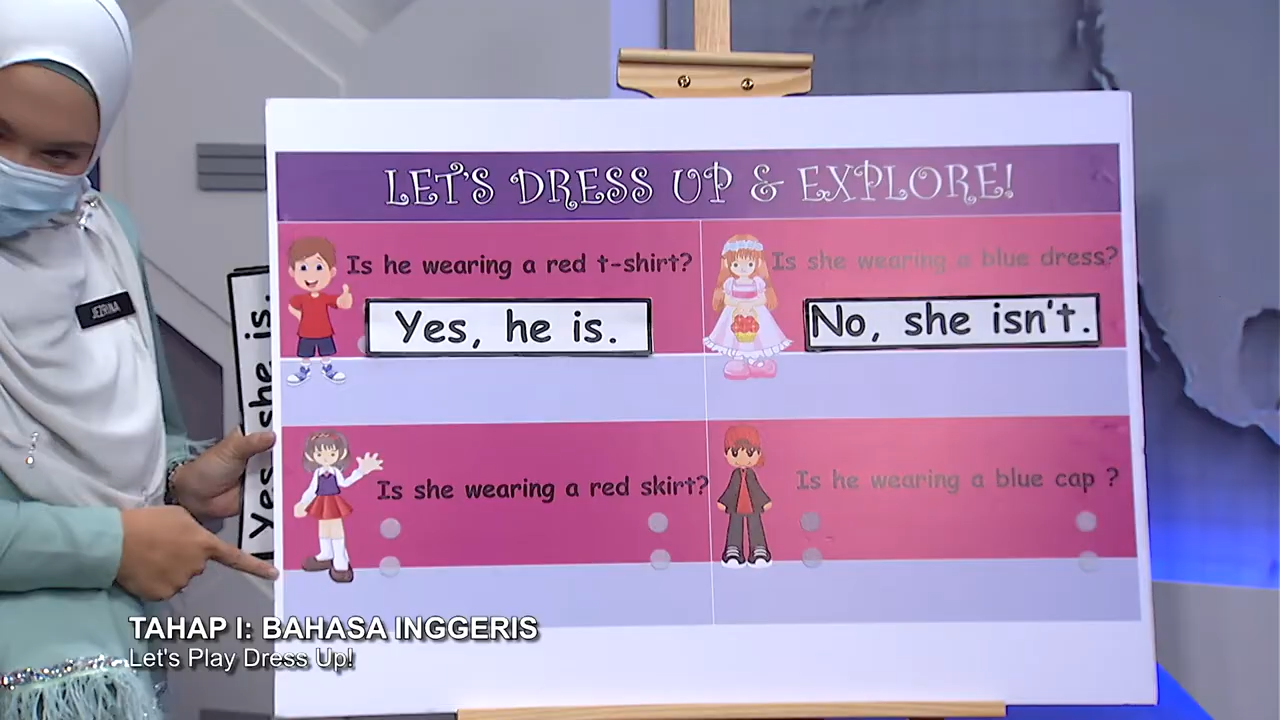 LET'S DRESS UP & EXPLORE!
Is he wearing a red t-shirt?
Yes, he is.
Is she wearing a blue dress?
No, she isn't.
Is she wearing a red skirt?
Is he wearing a blue cap ?
Yes, she is.
JEZRINA
TAHAP I: BAHASA INGGERIS
Let's Play Dress Up!